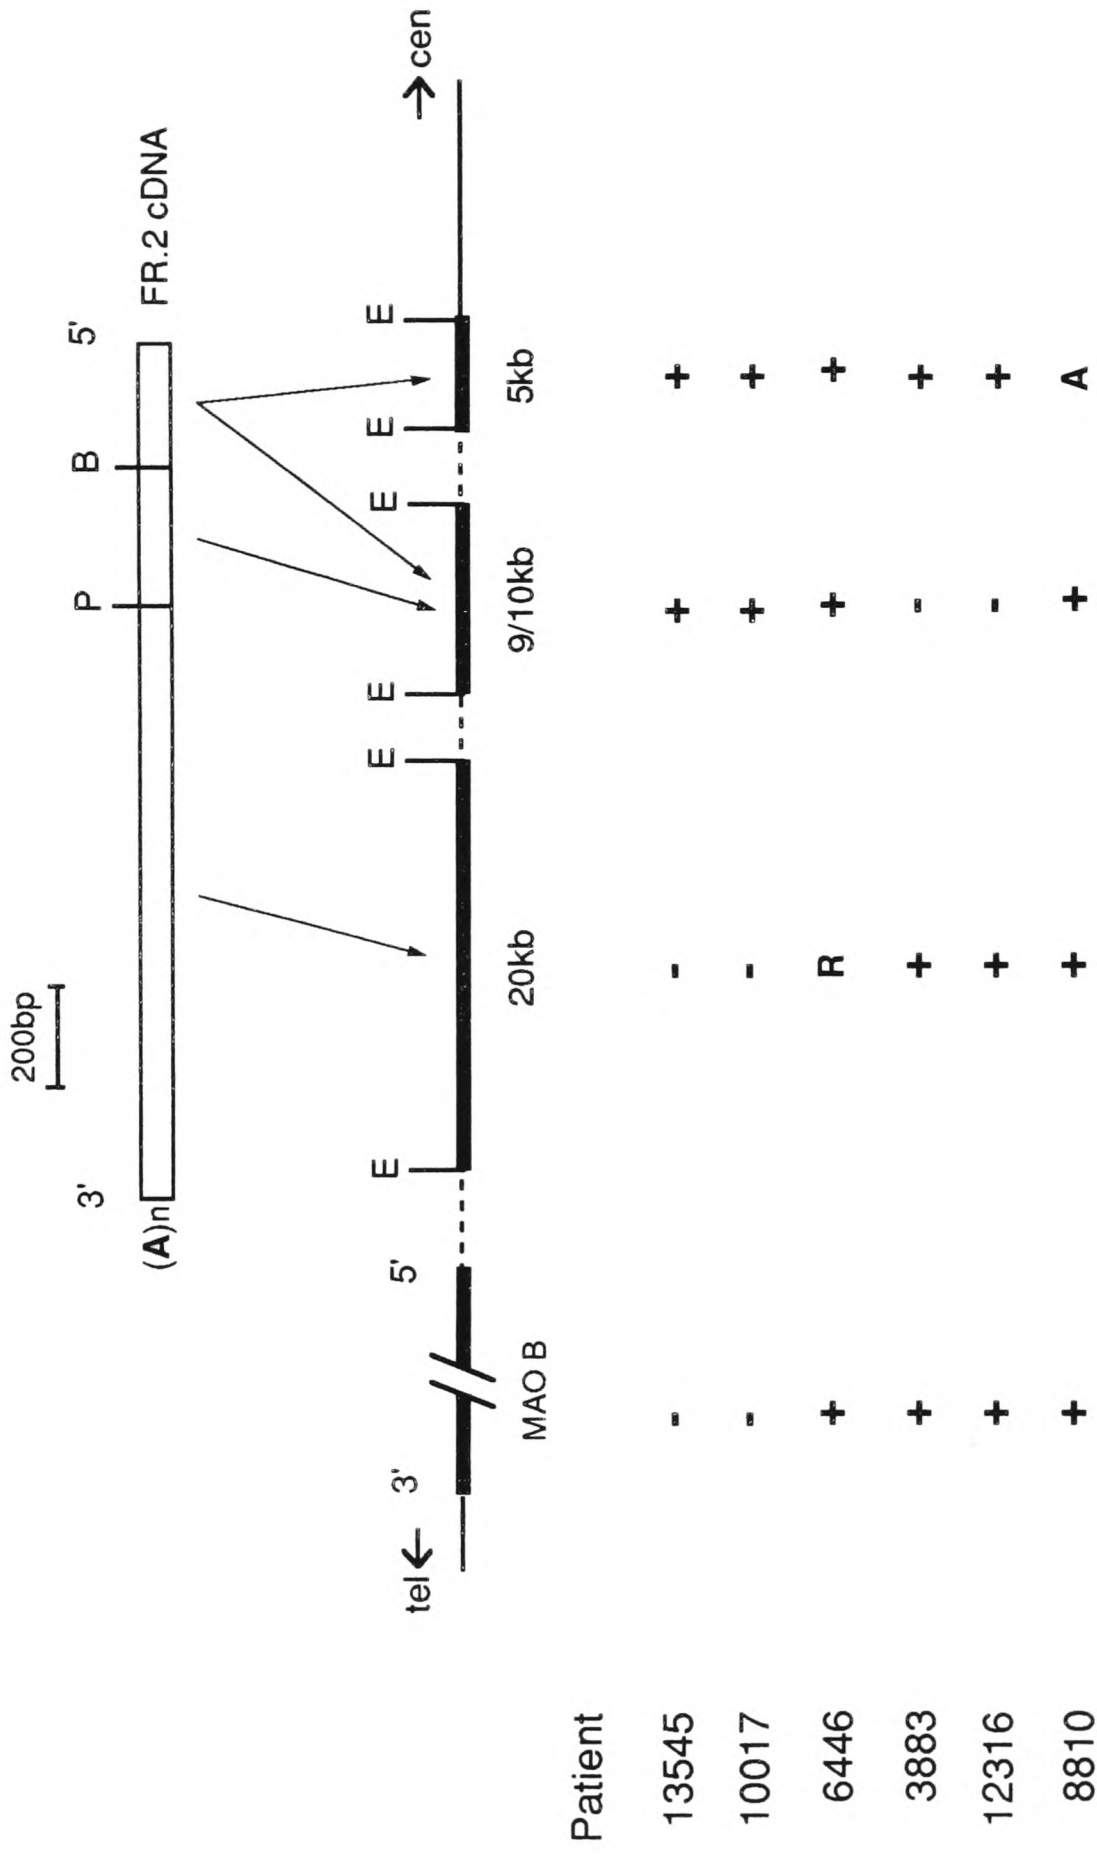 200bp
3' P B 5'
(A)n FR.2 cDNA
tel ← 3' 5' E E E E E E → cen
MAO B 20kb 9/10kb 5kb
Patient
13545 - - + +
10017 - - + +
6446 + R + +
3883 + + - +
12316 + + - +
8810 + + + A